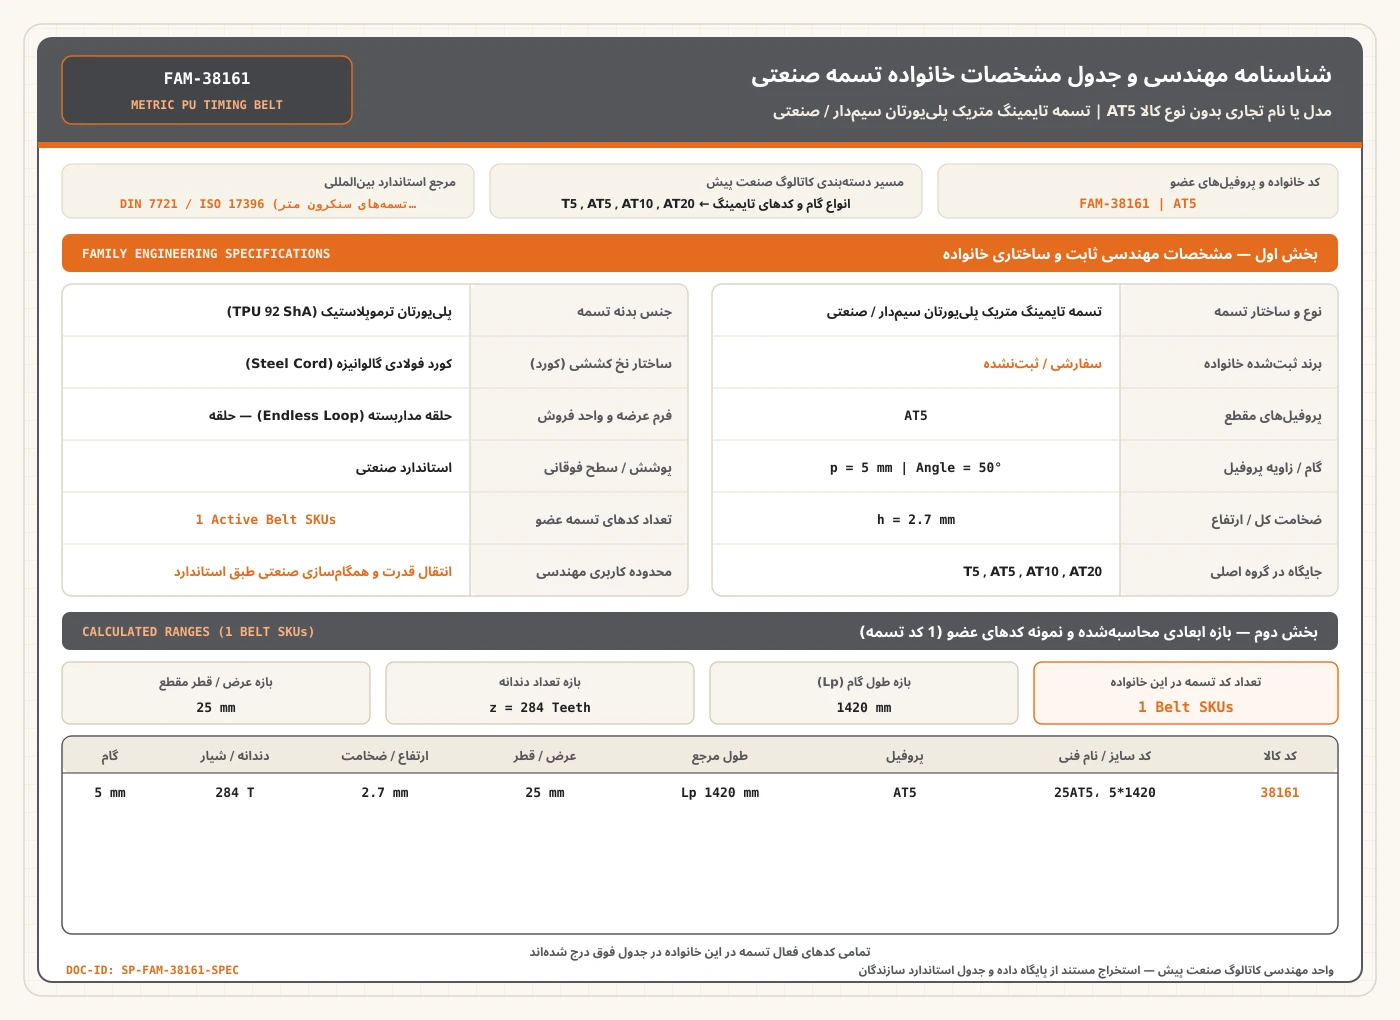 شناسنامه مهندسی و جدول مشخصات خانواده تسمه صنعتی
مدل یا نام تجاری بدون نوع کالا AT5 | تسمه تایمینگ متریک پلی‌یورتان سیم‌دار / صنعتی
FAM-38161
METRIC PU TIMING BELT
کد خانواده و پروفیل‌های عضو
FAM-38161 | AT5
مسیر دسته‌بندی کاتالوگ صنعت پیش
انواع گام و کدهای تایمینگ ← T5 , AT5 , AT10 , AT20
مرجع استاندارد بین‌المللی
DIN 7721 / ISO 17396 (تسمه‌های سنکرون متر…
بخش اول — مشخصات مهندسی ثابت و ساختاری خانواده
FAMILY ENGINEERING SPECIFICATIONS
نوع و ساختار تسمه
تسمه تایمینگ متریک پلی‌یورتان سیم‌دار / صنعتی
برند ثبت‌شده خانواده
سفارشی / ثبت‌نشده
پروفیل‌های مقطع
AT5
گام / زاویه پروفیل
p = 5 mm | Angle = 50°
ضخامت کل / ارتفاع
h = 2.7 mm
جایگاه در گروه اصلی
T5 , AT5 , AT10 , AT20
جنس بدنه تسمه
پلی‌یورتان ترموپلاستیک (TPU 92 ShA)
ساختار نخ کششی (کورد)
کورد فولادی گالوانیزه (Steel Cord)
فرم عرضه و واحد فروش
حلقه مداربسته (Endless Loop) — حلقه
پوشش / سطح فوقانی
استاندارد صنعتی
تعداد کدهای تسمه عضو
1 Active Belt SKUs
محدوده کاربری مهندسی
انتقال قدرت و همگام‌سازی صنعتی طبق استاندارد
بخش دوم — بازه ابعادی محاسبه‌شده و نمونه کدهای عضو (1 کد تسمه)
CALCULATED RANGES (1 BELT SKUs)
تعداد کد تسمه در این خانواده
1 Belt SKUs
بازه طول گام (Lp)
1420 mm
بازه تعداد دندانه
z = 284 Teeth
بازه عرض / قطر مقطع
25 mm
کد کالا
کد سایز / نام فنی
پروفیل
طول مرجع
عرض / قطر
ارتفاع / ضخامت
دندانه / شیار
گام
38161
25AT5، 5*1420
AT5
Lp 1420 mm
25 mm
2.7 mm
284 T
5 mm
تمامی کدهای فعال تسمه در این خانواده در جدول فوق درج شده‌اند
واحد مهندسی کاتالوگ صنعت پیش — استخراج مستند از پایگاه داده و جدول استاندارد سازندگان
DOC-ID: SP-FAM-38161-SPEC